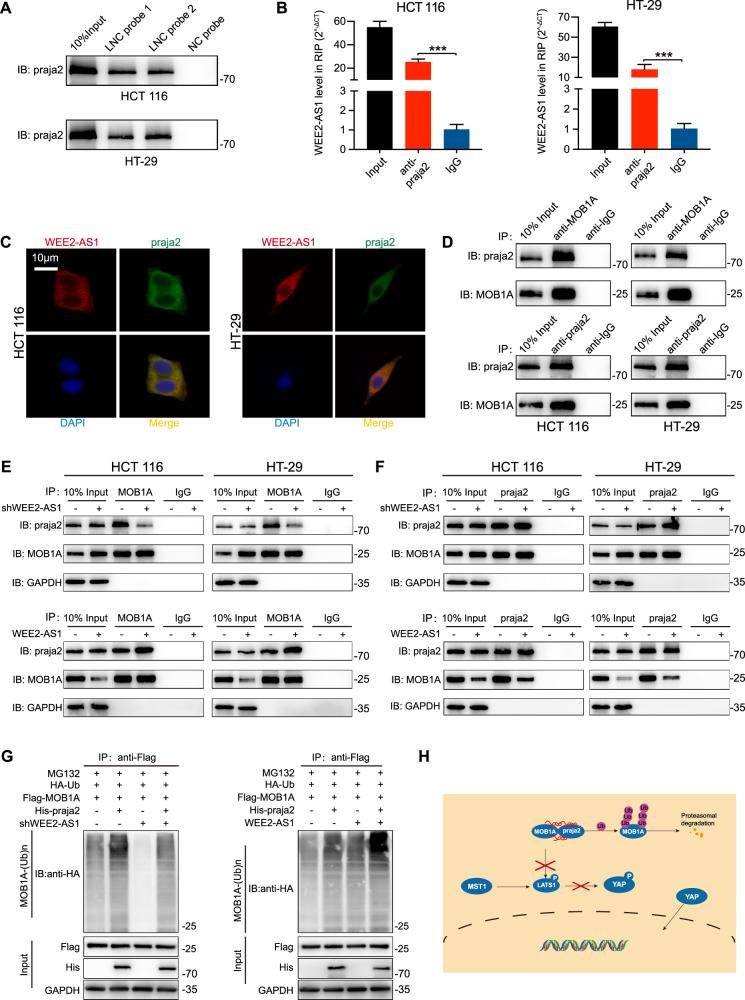 A
10%Input
LNC probe 1
LNC probe 2
NC probe
IB: praja2
-70
HCT 116
IB: praja2
-70
HT-29
B
HCT 116
WEE2-AS1 level in RIP (2^-ΔCT)
60
40
20
3
2
1
0
***
Input
anti-praja2
IgG
HT-29
WEE2-AS1 level in RIP (2^-ΔCT)
70
50
30
10
3
2
1
0
***
Input
anti-praja2
IgG
C
WEE2-AS1
praja2
10μm
HCT 116
DAPI
Merge
WEE2-AS1
praja2
HT-29
DAPI
Merge
D
IP:
10% Input
anti-MOB1A
anti-IgG
10% Input
anti-MOB1A
anti-IgG
IB: praja2
-70
-70
IB: MOB1A
-25
-25
IP:
10% Input
anti-praja2
anti-IgG
10% Input
anti-praja2
anti-IgG
IB: praja2
-70
-70
IB: MOB1A
-25
-25
HCT 116
HT-29
E
HCT 116
HT-29
IP: 10% Input MOB1A IgG 10% Input MOB1A IgG
shWEE2-AS1 - + - + - + - + - + - +
IB: praja2 -70
IB: MOB1A -25
IB: GAPDH -35
IP: 10% Input MOB1A IgG 10% Input MOB1A IgG
WEE2-AS1 - + - + - + - + - + - +
IB: praja2 -70
IB: MOB1A -25
IB: GAPDH -35
F
HCT 116
HT-29
IP: 10% Input praja2 IgG 10% Input praja2 IgG
shWEE2-AS1 - + - + - + - + - + - +
IB: praja2 -70
IB: MOB1A -25
IB: GAPDH -35
IP: 10% Input praja2 IgG 10% Input praja2 IgG
WEE2-AS1 - + - + - + - + - + - +
IB: praja2 -70
IB: MOB1A -25
IB: GAPDH -35
G
IP: anti-Flag
MG132 + + + +
HA-Ub + + + +
Flag-MOB1A + + + +
His-praja2 - + - +
shWEE2-AS1 - - + +
MOB1A-(Ub)n
IB:anti-HA
-25
Input
Flag -25
His -70
GAPDH -35
IP: anti-Flag
MG132 + + + +
HA-Ub + + + +
Flag-MOB1A + + + +
His-praja2 - + - +
WEE2-AS1 - - + +
MOB1A-(Ub)n
IB:anti-HA
-25
Input
Flag -25
His -70
GAPDH -35
H
MOB1A
praja2
Ub
Ub Ub
Ub Ub
Ub Ub
MOB1A
Proteasomal
degradation
MST1
LATS1
P
YAP
P
YAP